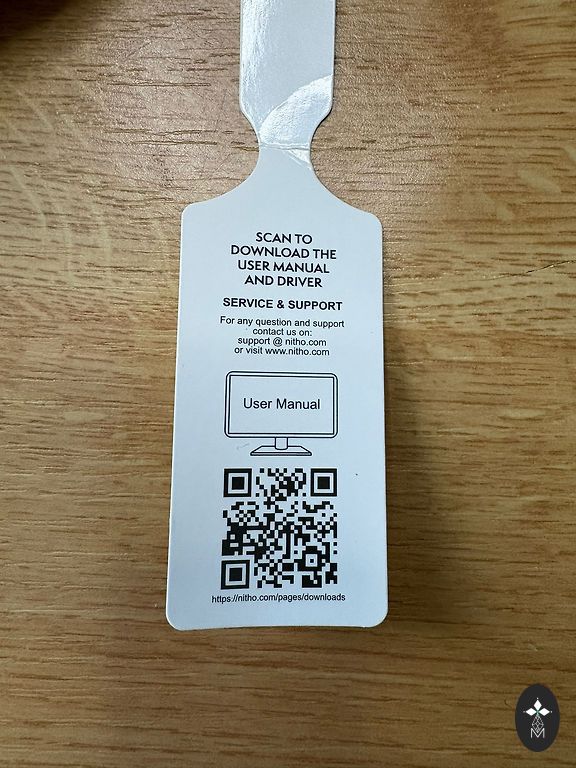 SCAN TO
DOWNLOAD THE
USER MANUAL
AND DRIVER
SERVICE & SUPPORT
For any question and support
contact us on:
support @ nitho.com
or visit www.nitho.com
User Manual
https://nitho.com/pages/downloads
M